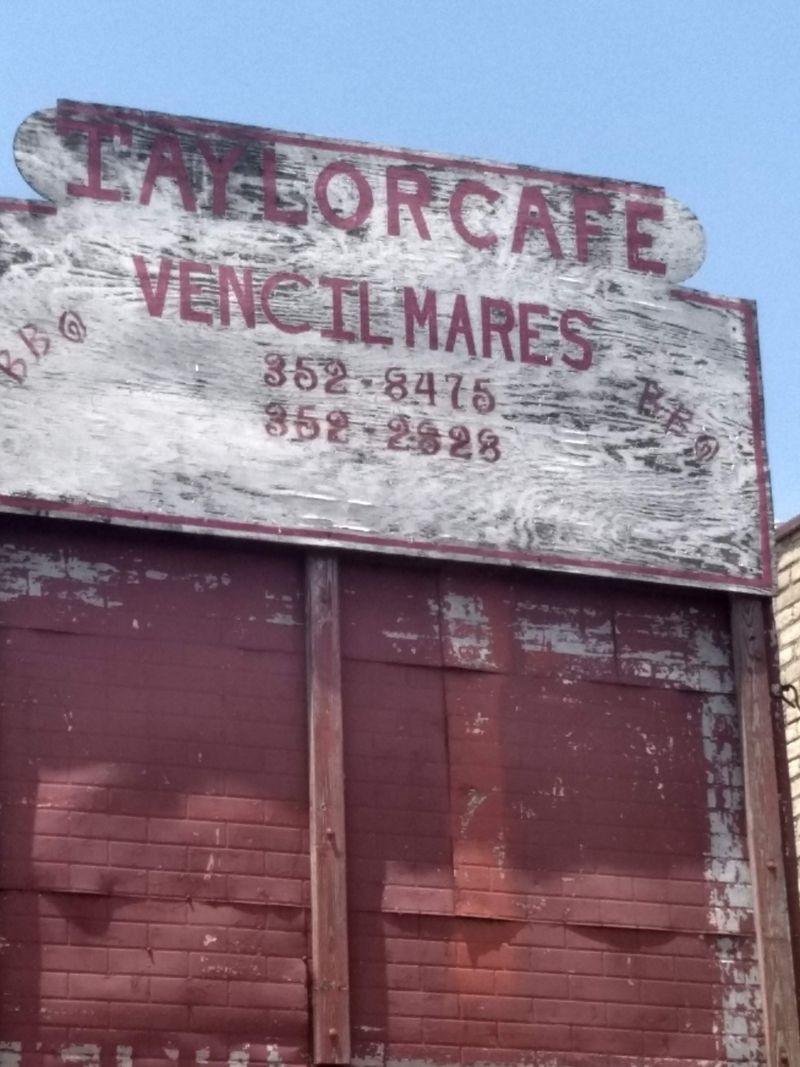 TAYLOR CAFE
VENCIL MARES
BBQ
352-8475
BBQ
352-2828